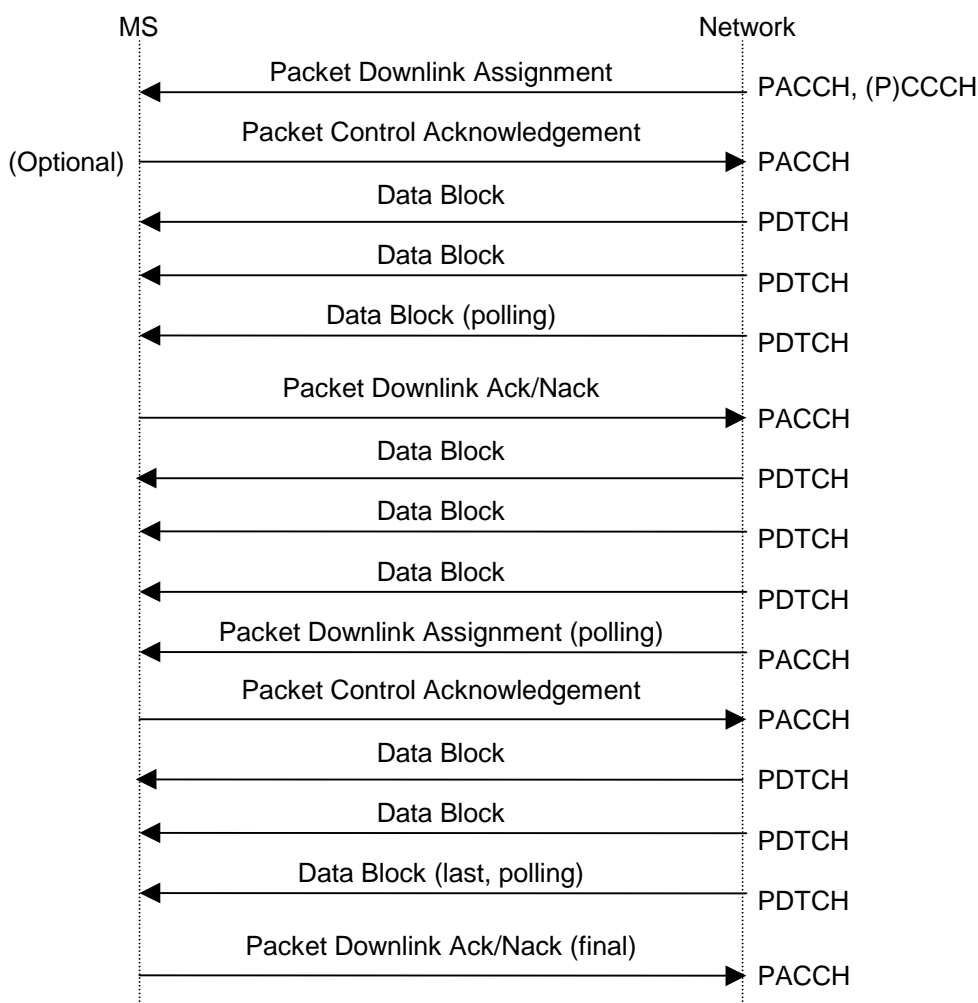 MS Network
Packet Downlink Assignment
PACCH, (P)CCCH
Packet Control Acknowledgement
(Optional) PACCH
Data Block
PDTCH
Data Block
PDTCH
Data Block (polling)
PDTCH
Packet Downlink Ack/Nack
PACCH
Data Block
PDTCH
Data Block
PDTCH
Data Block
PDTCH
Packet Downlink Assignment (polling)
PACCH
Packet Control Acknowledgement
PACCH
Data Block
PDTCH
Data Block
PDTCH
Data Block (last, polling)
PDTCH
Packet Downlink Ack/Nack (final)
PACCH